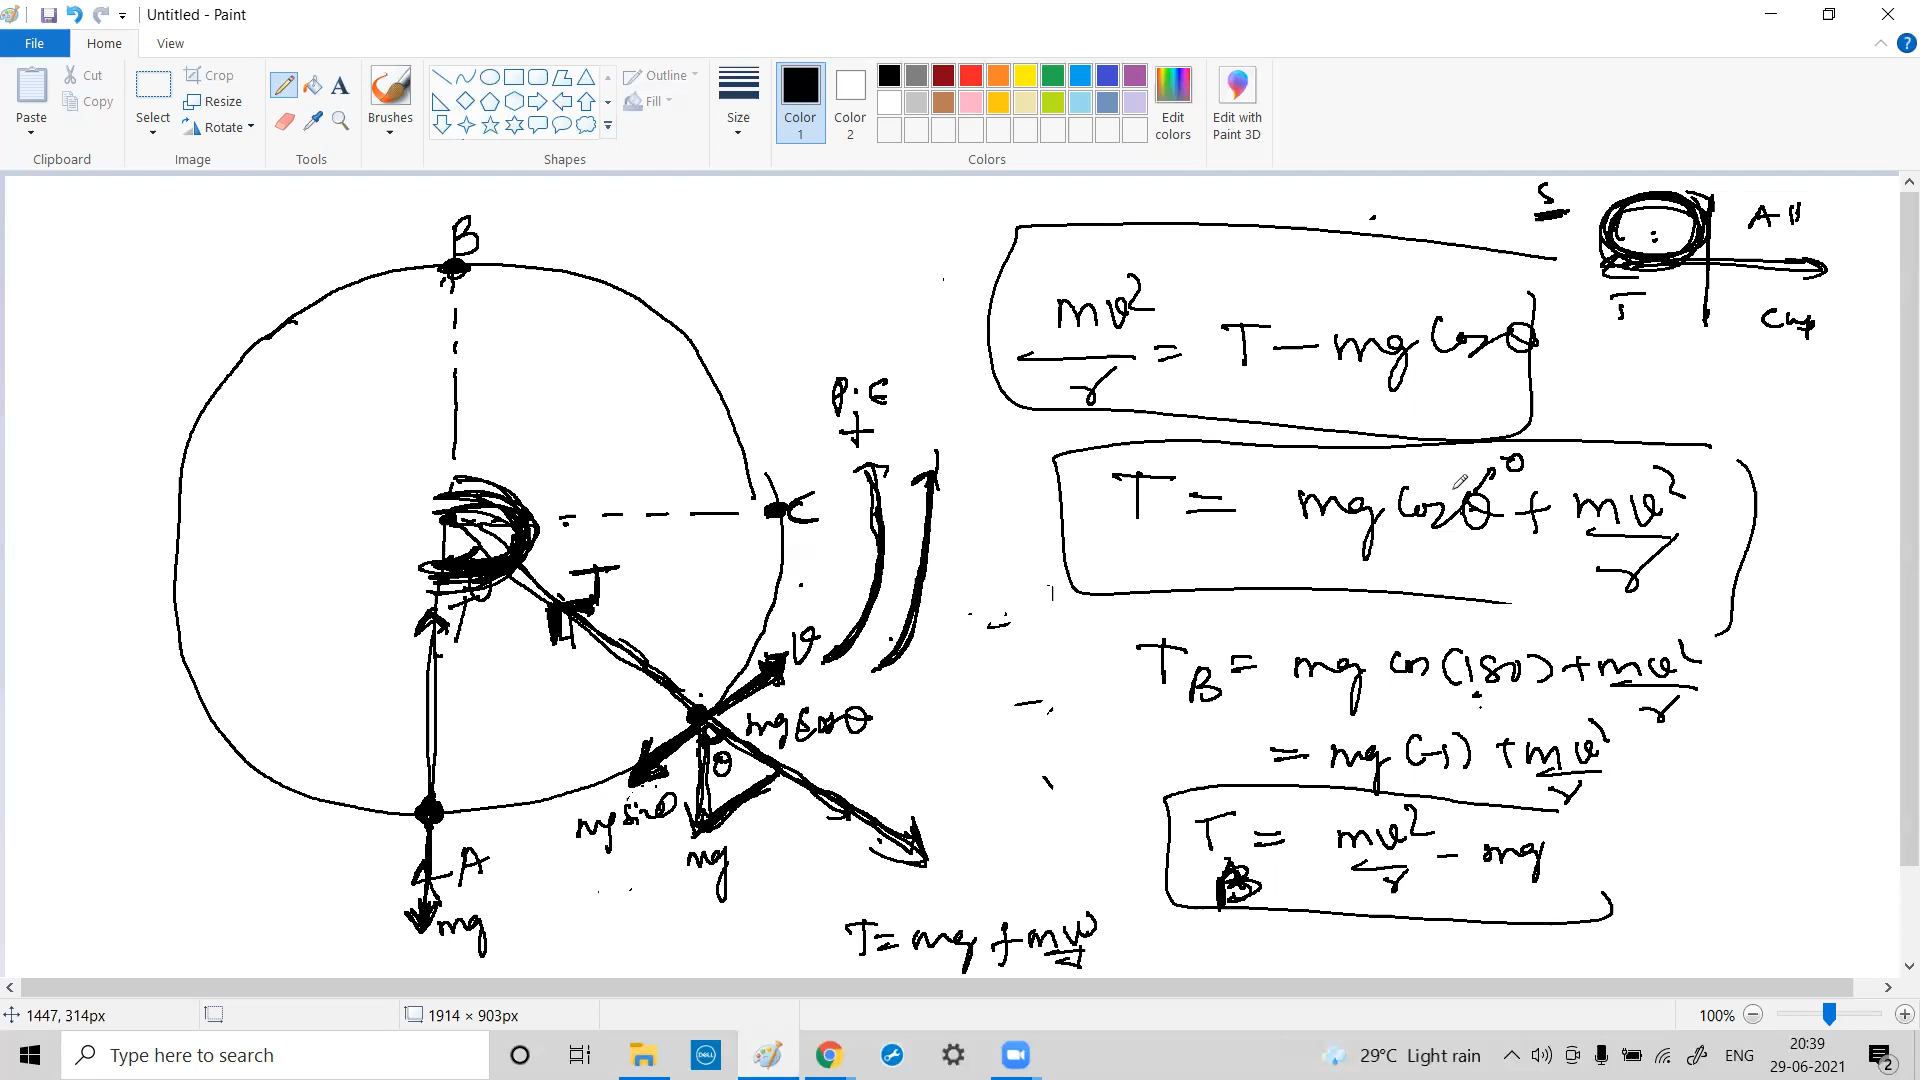 Untitled - Paint
File Home View
Paste
Cut
Copy
Clipboard
Select
Crop
Resize
Rotate
Image
A
Tools
Brushes
Shapes
Outline
Fill
Size
Color 1
Color 2
Edit colors
Edit with Paint 3D
Colors
B
S
A
mv²/r = T - mg Cos θ
P.E
+
C
T = mg Cos θ + mv²/r
0
T
v
T_B = mg cos (180) + mv²/r
mg Cos θ
θ
= mg (-1) + mv²/r
mg sin θ
mg
T_B = mv²/r - mg
A
mg
T = mg + mv²/r
1447, 314px
1914 × 903px
100%
Type here to search
DELL
29°C Light rain
ENG
20:39
29-06-2021
2